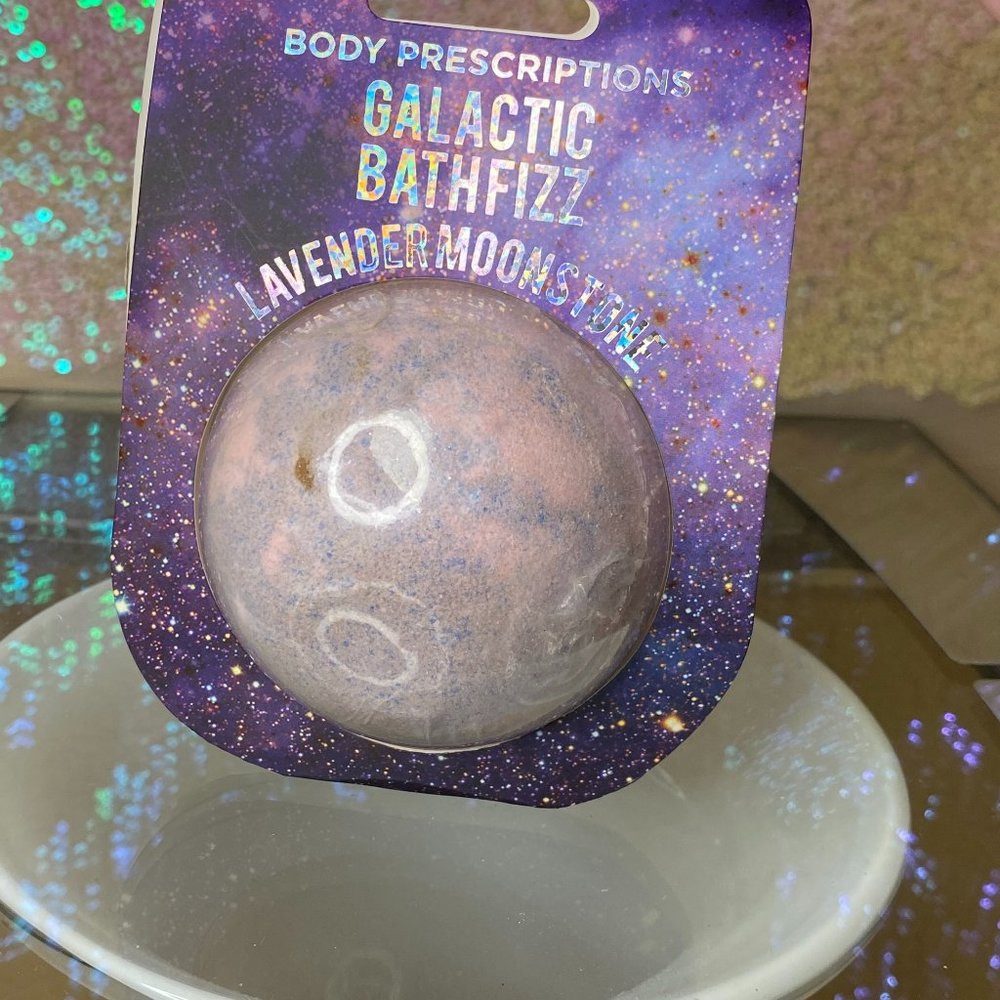 BODY PRESCRIPTIONS
GALACTIC
BATHFIZZ
LAVENDER MOONSTONE